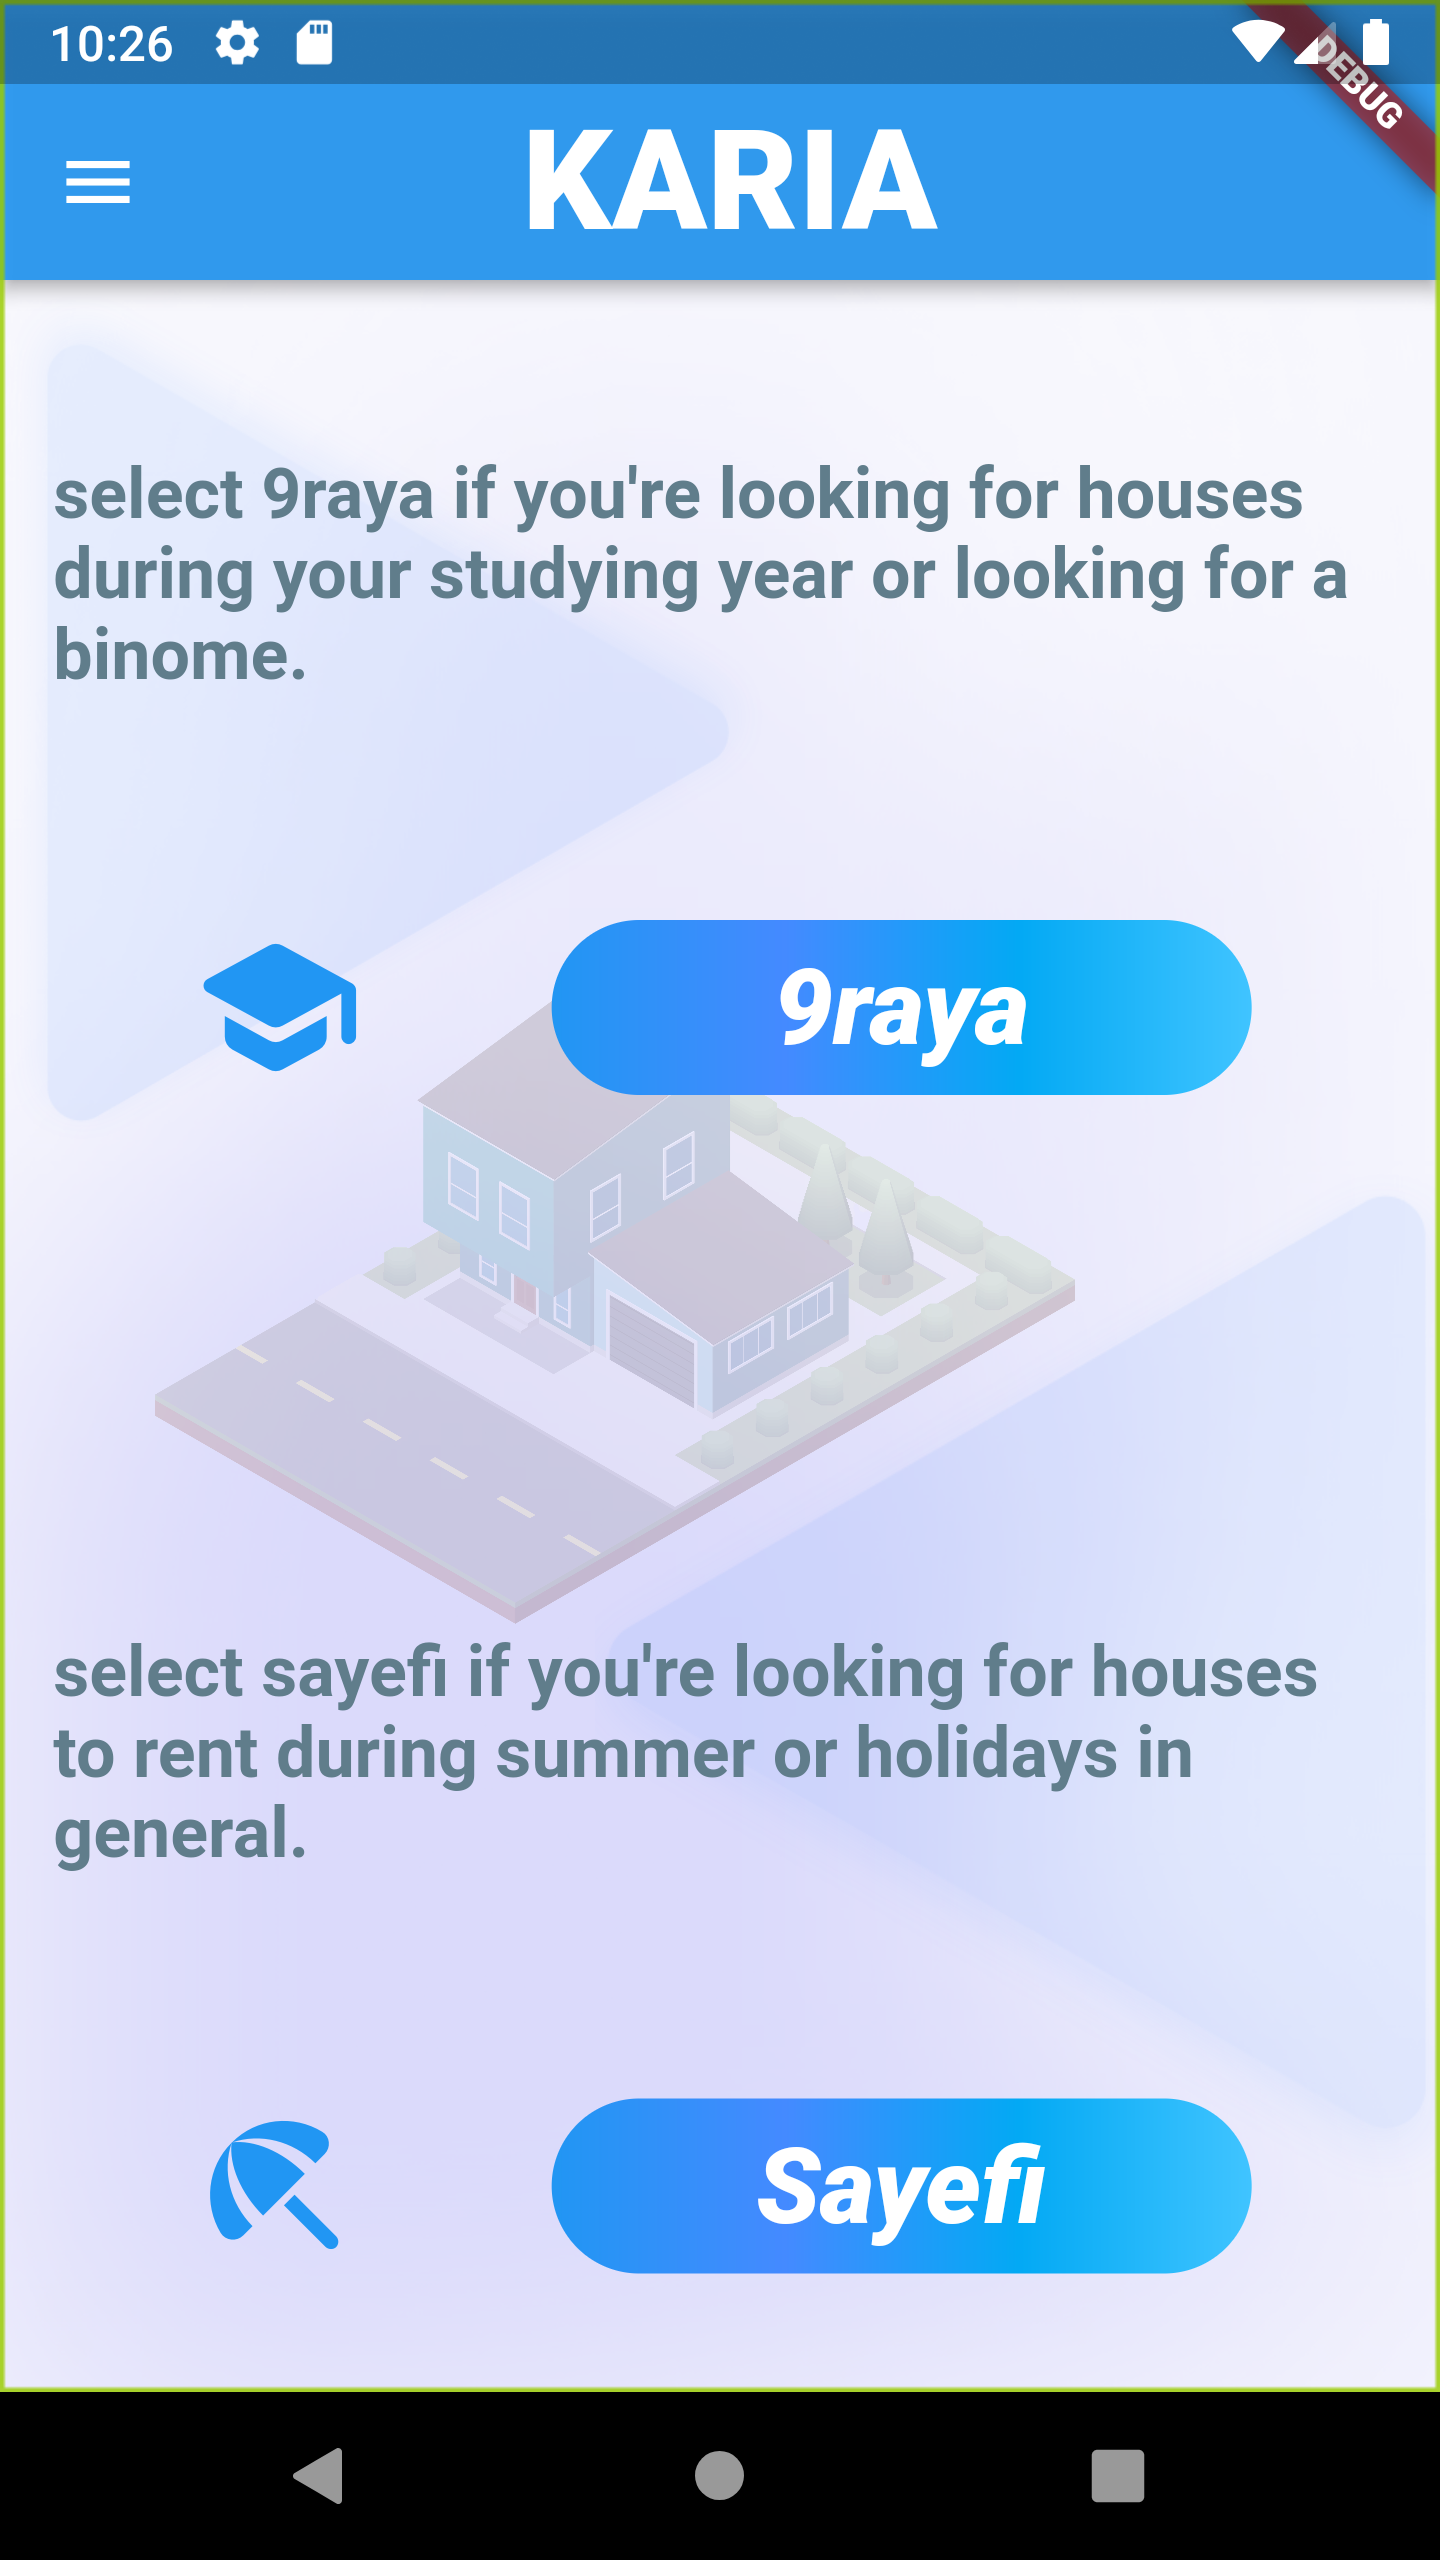 10:26
DEBUG
KARIA
select 9raya if you're looking for houses
during your studying year or looking for a
binome.
9raya
select sayefi if you're looking for houses
to rent during summer or holidays in
general.
Sayefi